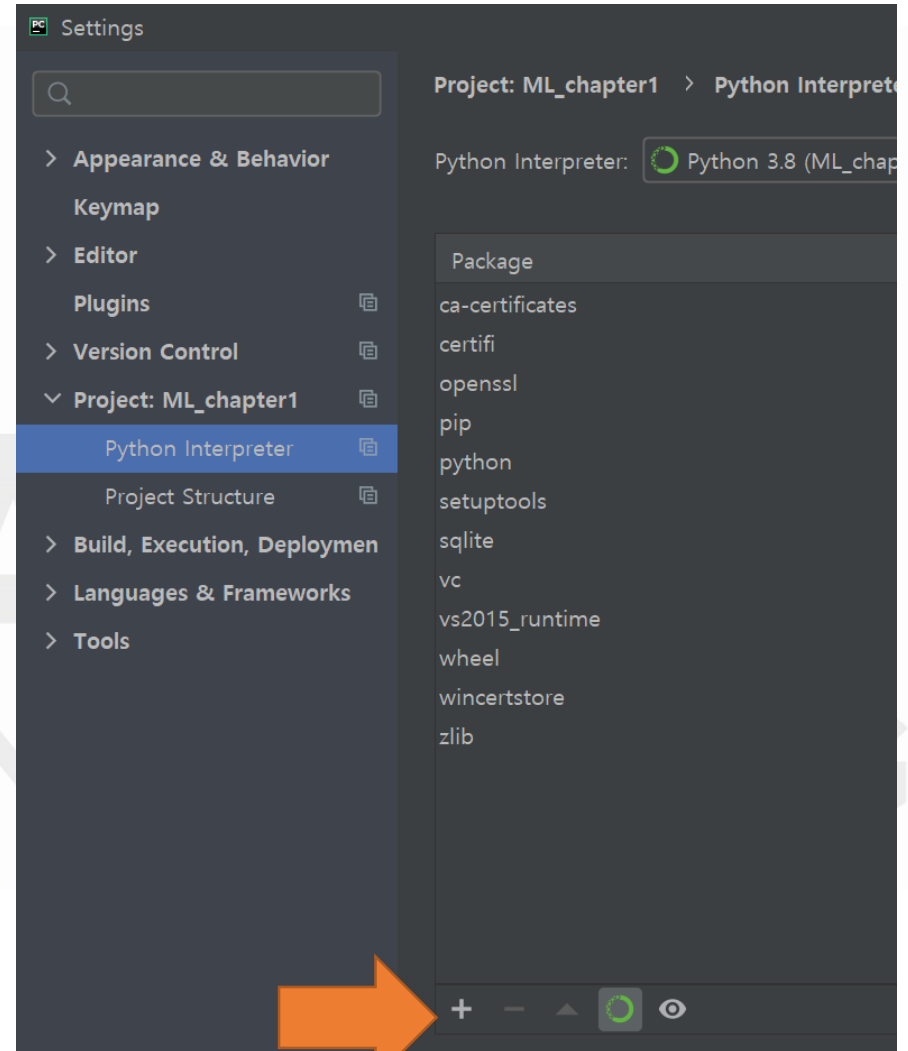 PC Settings
Project: ML_chapter1 > Python Interprete
> Appearance & Behavior
Python Interpreter: Python 3.8 (ML_chap
Keymap
> Editor
Package
Plugins
ca-certificates
> Version Control
certifi
openssl
Project: ML_chapter1
pip
Python Interpreter
python
Project Structure
setuptools
> Build, Execution, Deploymen
sqlite
> Languages & Frameworks
vc
vs2015_runtime
> Tools
wheel
wincertstore
zlib